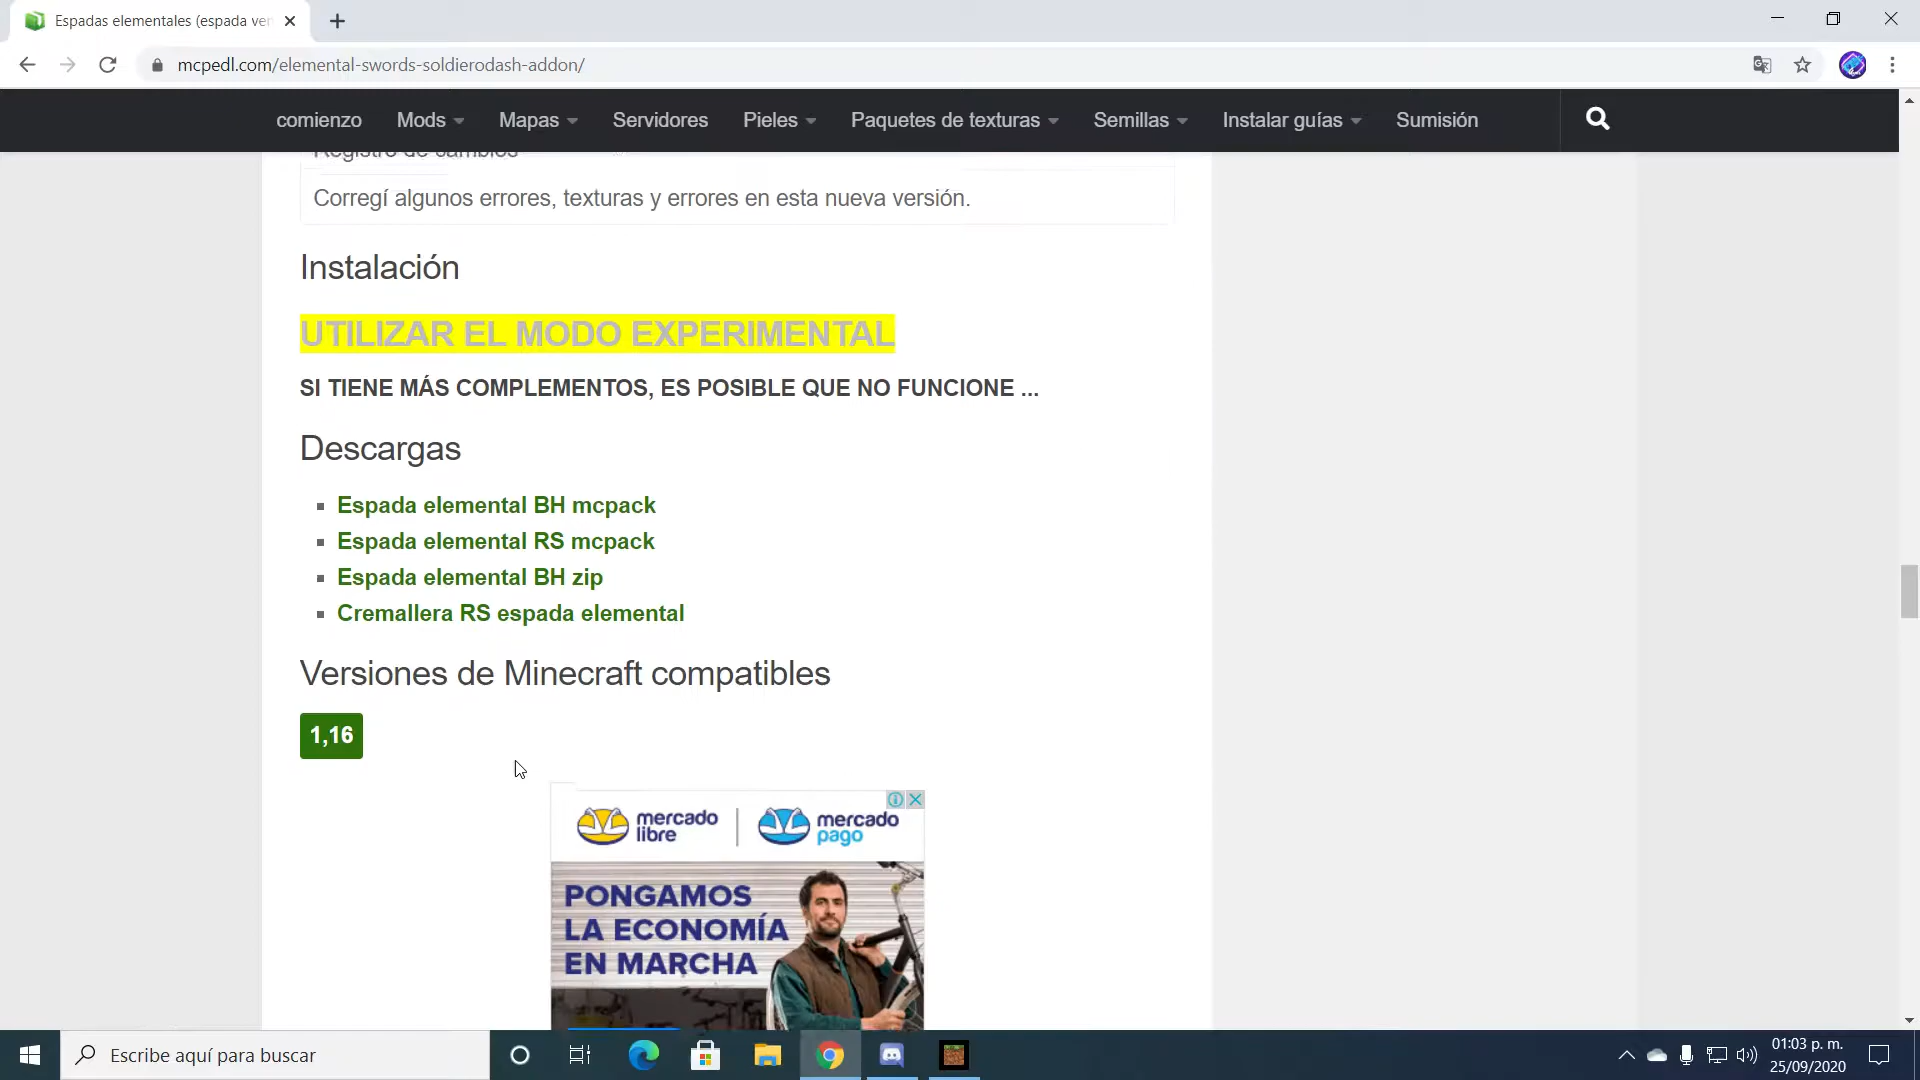 Espadas elementales (espada ver
mcpedl.com/elemental-swords-soldierodash-addon/
comienzo Mods Mapas Servidores Pieles Paquetes de texturas Semillas Instalar guías Sumisión
Registro de cambios
Corregí algunos errores, texturas y errores en esta nueva versión.
Instalación
UTILIZAR EL MODO EXPERIMENTAL
SI TIENE MÁS COMPLEMENTOS, ES POSIBLE QUE NO FUNCIONE ...
Descargas
Espada elemental BH mcpack
Espada elemental RS mcpack
Espada elemental BH zip
Cremallera RS espada elemental
Versiones de Minecraft compatibles
1,16
mercado libre
mercado pago
PONGAMOS
LA ECONOMÍA
EN MARCHA
Escribe aquí para buscar
01:03 p. m.
25/09/2020